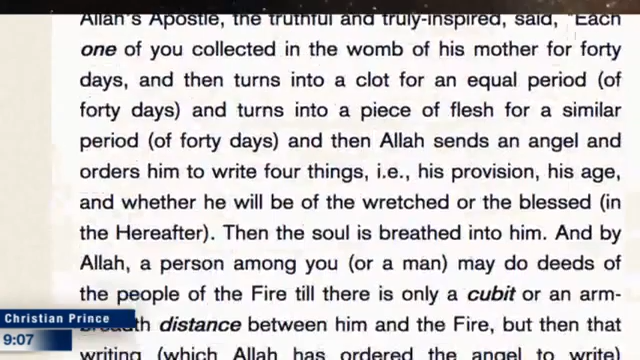 Allah's Apostle, the truthful and truly-inspired, said, "Each
one of you collected in the womb of his mother for forty
days, and then turns into a clot for an equal period (of
forty days) and turns into a piece of flesh for a similar
period (of forty days) and then Allah sends an angel and
orders him to write four things, i.e., his provision, his age,
and whether he will be of the wretched or the blessed (in
the Hereafter). Then the soul is breathed into him. And by
Allah, a person among you (or a man) may do deeds of
the people of the Fire till there is only a cubit or an arm-
breadth distance between him and the Fire, but then that
writing (which Allah has ordered the angel to write)
Christian Prince
9:07